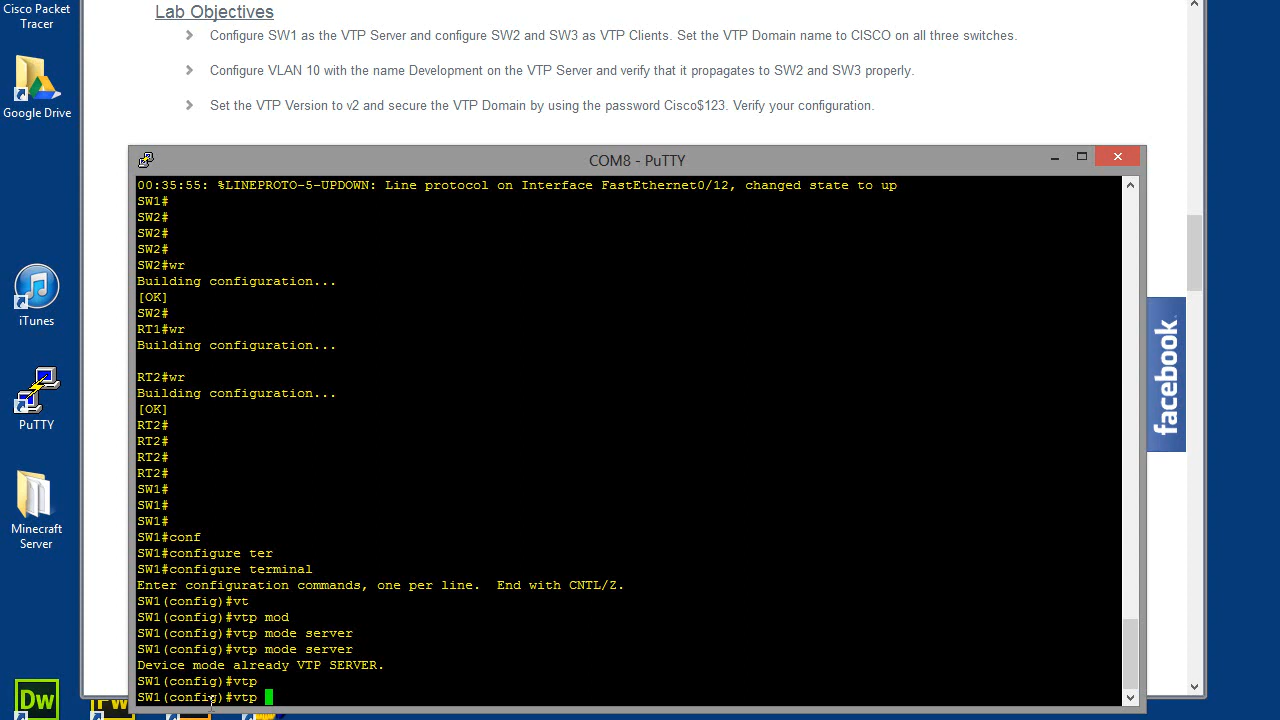 Cisco Packet
Tracer
Google Drive
iTunes
PuTTY
Minecraft
Server
Dw
Lab Objectives
Configure SW1 as the VTP Server and configure SW2 and SW3 as VTP Clients. Set the VTP Domain name to CISCO on all three switches.
Configure VLAN 10 with the name Development on the VTP Server and verify that it propagates to SW2 and SW3 properly.
Set the VTP Version to v2 and secure the VTP Domain by using the password Cisco$123. Verify your configuration.
COM8 - PuTTY
00:35:55: %LINEPROTO-5-UPDOWN: Line protocol on Interface FastEthernet0/12, changed state to up
SW1#
SW2#
SW2#
SW2#
SW2#wr
Building configuration...
[OK]
SW2#
RT1#wr
Building configuration...
RT2#wr
Building configuration...
[OK]
RT2#
RT2#
RT2#
RT2#
SW1#
SW1#
SW1#
SW1#conf
SW1#configure ter
SW1#configure terminal
Enter configuration commands, one per line.  End with CNTL/Z.
SW1(config)#vt
SW1(config)#vtp mod
SW1(config)#vtp mode server
SW1(config)#vtp mode server
Device mode already VTP SERVER.
SW1(config)#vtp
SW1(config)#vtp
facebook